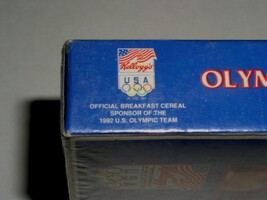 Kellogg's
USA
OFFICIAL BREAKFAST CEREAL
SPONSOR OF THE
1992 U.S. OLYMPIC TEAM
OLYM